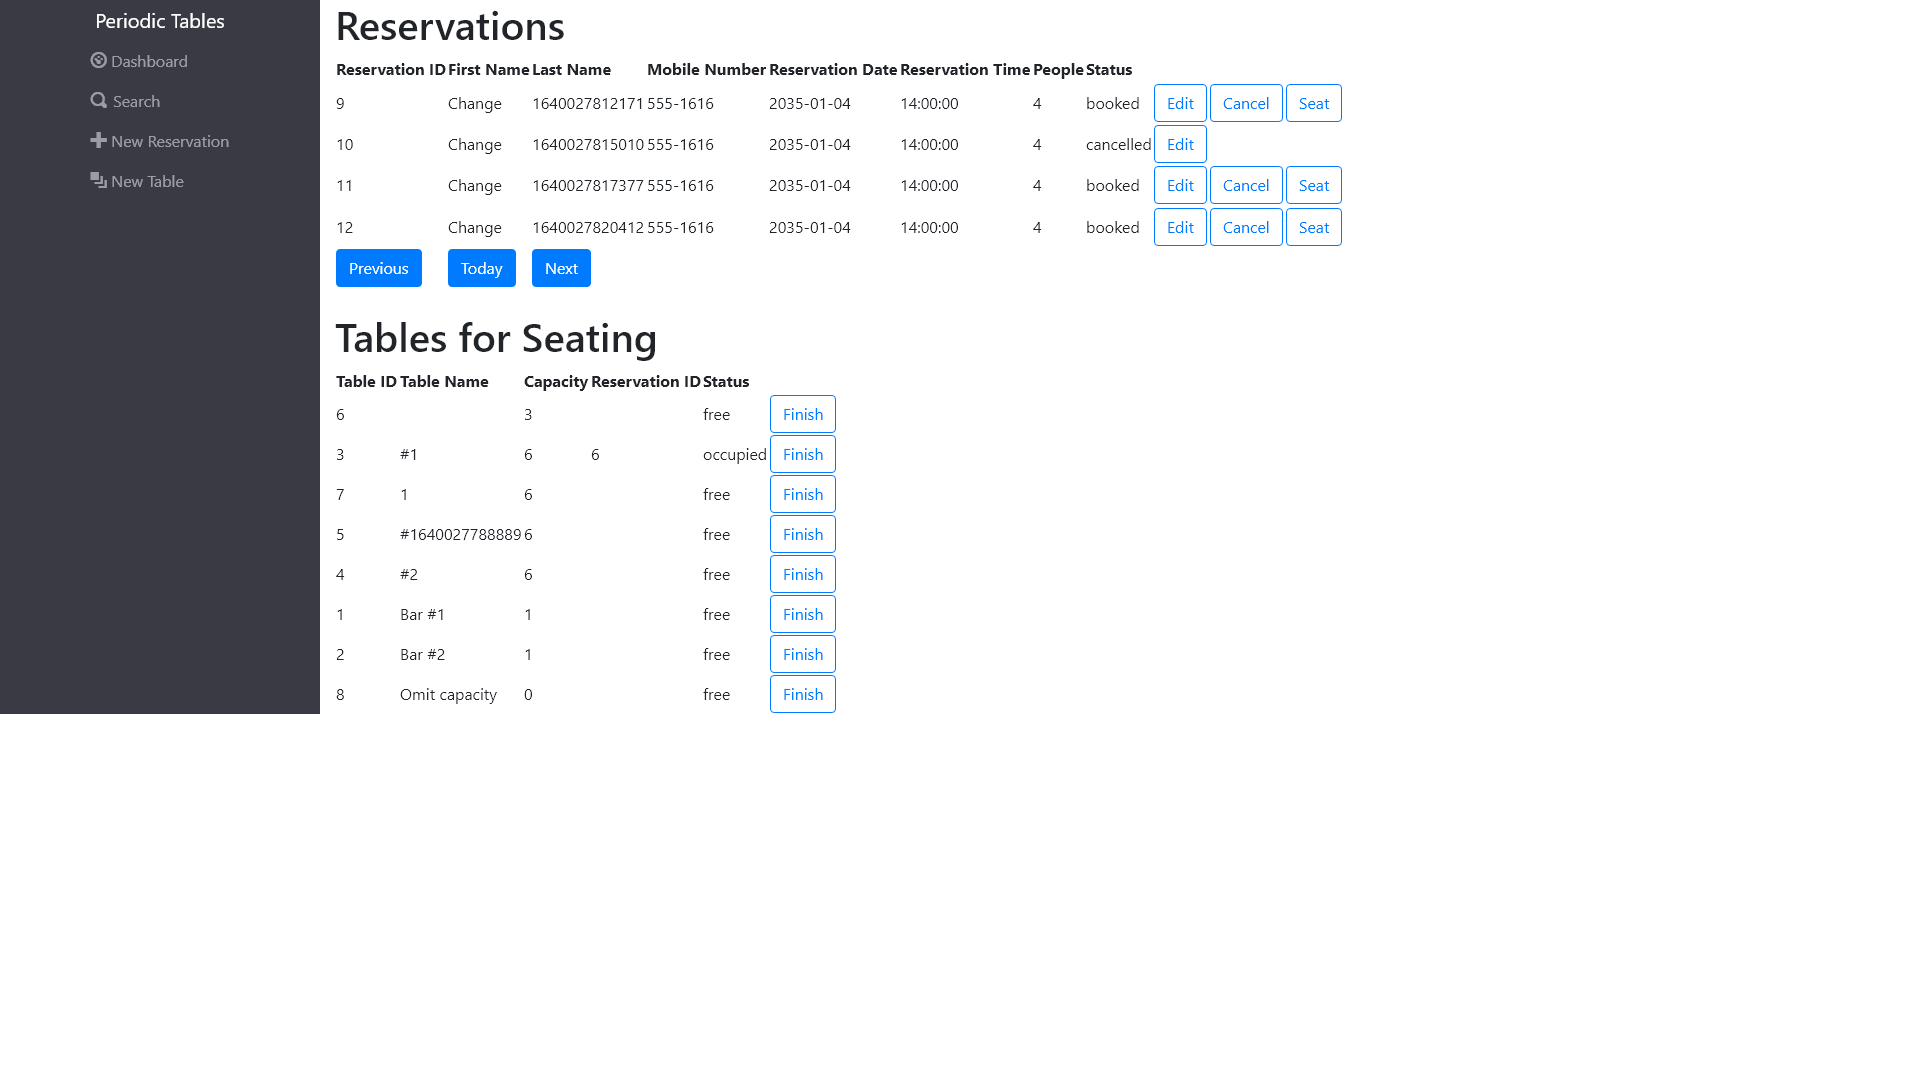 Periodic Tables
Dashboard
Search
New Reservation
New Table
Reservations
Reservation ID First Name Last Name Mobile Number Reservation Date Reservation Time People Status
9 Change 1640027812171 555-1616 2035-01-04 14:00:00 4 booked Edit Cancel Seat
10 Change 1640027815010 555-1616 2035-01-04 14:00:00 4 cancelled Edit
11 Change 1640027817377 555-1616 2035-01-04 14:00:00 4 booked Edit Cancel Seat
12 Change 1640027820412 555-1616 2035-01-04 14:00:00 4 booked Edit Cancel Seat
Previous Today Next
Tables for Seating
Table ID Table Name Capacity Reservation ID Status
6 3 free Finish
3 #1 6 6 occupied Finish
7 1 6 free Finish
5 #1640027788889 6 free Finish
4 #2 6 free Finish
1 Bar #1 1 free Finish
2 Bar #2 1 free Finish
8 Omit capacity 0 free Finish